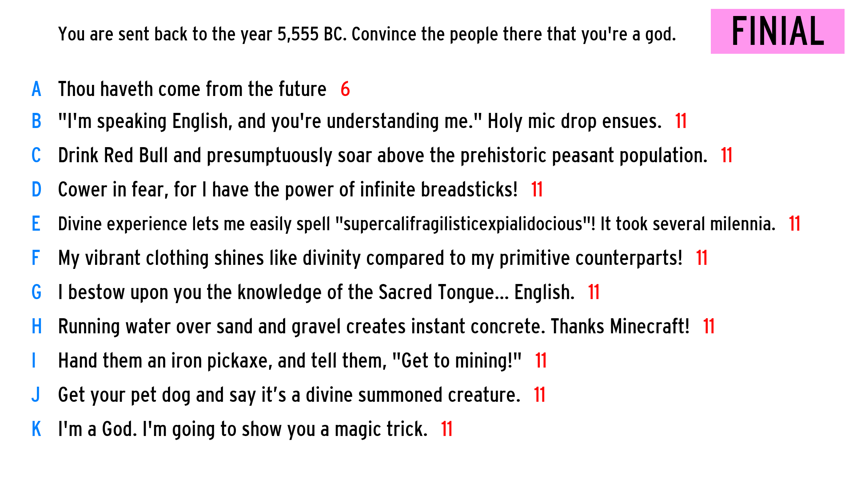 You are sent back to the year 5,555 BC. Convince the people there that you're a god.
FINIAL
A Thou haveth come from the future 6
B "I'm speaking English, and you're understanding me." Holy mic drop ensues. 11
C Drink Red Bull and presumptuously soar above the prehistoric peasant population. 11
D Cower in fear, for I have the power of infinite breadsticks! 11
E Divine experience lets me easily spell "supercalifragilisticexpialidocious"! It took several milennia. 11
F My vibrant clothing shines like divinity compared to my primitive counterparts! 11
G I bestow upon you the knowledge of the Sacred Tongue... English. 11
H Running water over sand and gravel creates instant concrete. Thanks Minecraft! 11
I Hand them an iron pickaxe, and tell them, "Get to mining!" 11
J Get your pet dog and say it’s a divine summoned creature. 11
K I'm a God. I'm going to show you a magic trick. 11